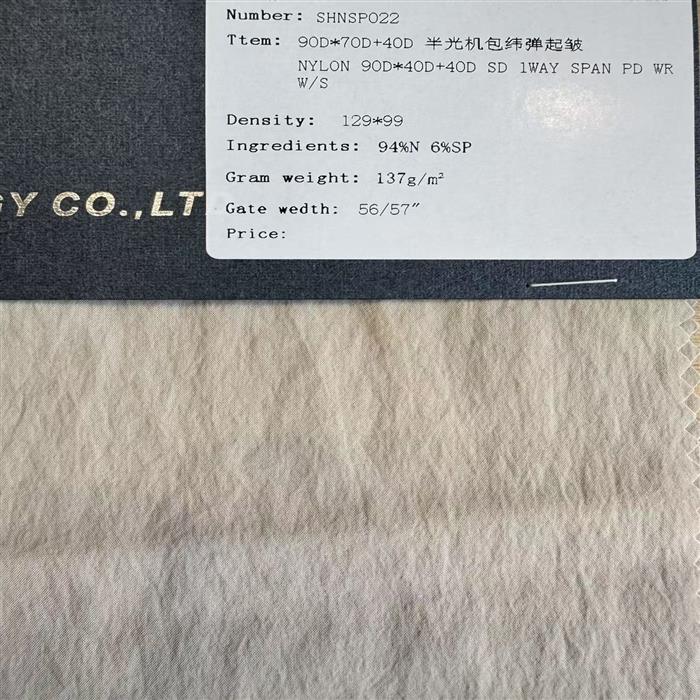 Number: SHNSP022
Ttem: 90D*70D+40D 半光机包纬弹起皱
NYLON 90D*40D+40D SD 1WAY SPAN PD WR
W/S
Density: 129*99
Ingredients: 94%N 6%SP
Gram weight: 137g/m²
Gate wedth: 56/57"
Price:
GY CO.,LT